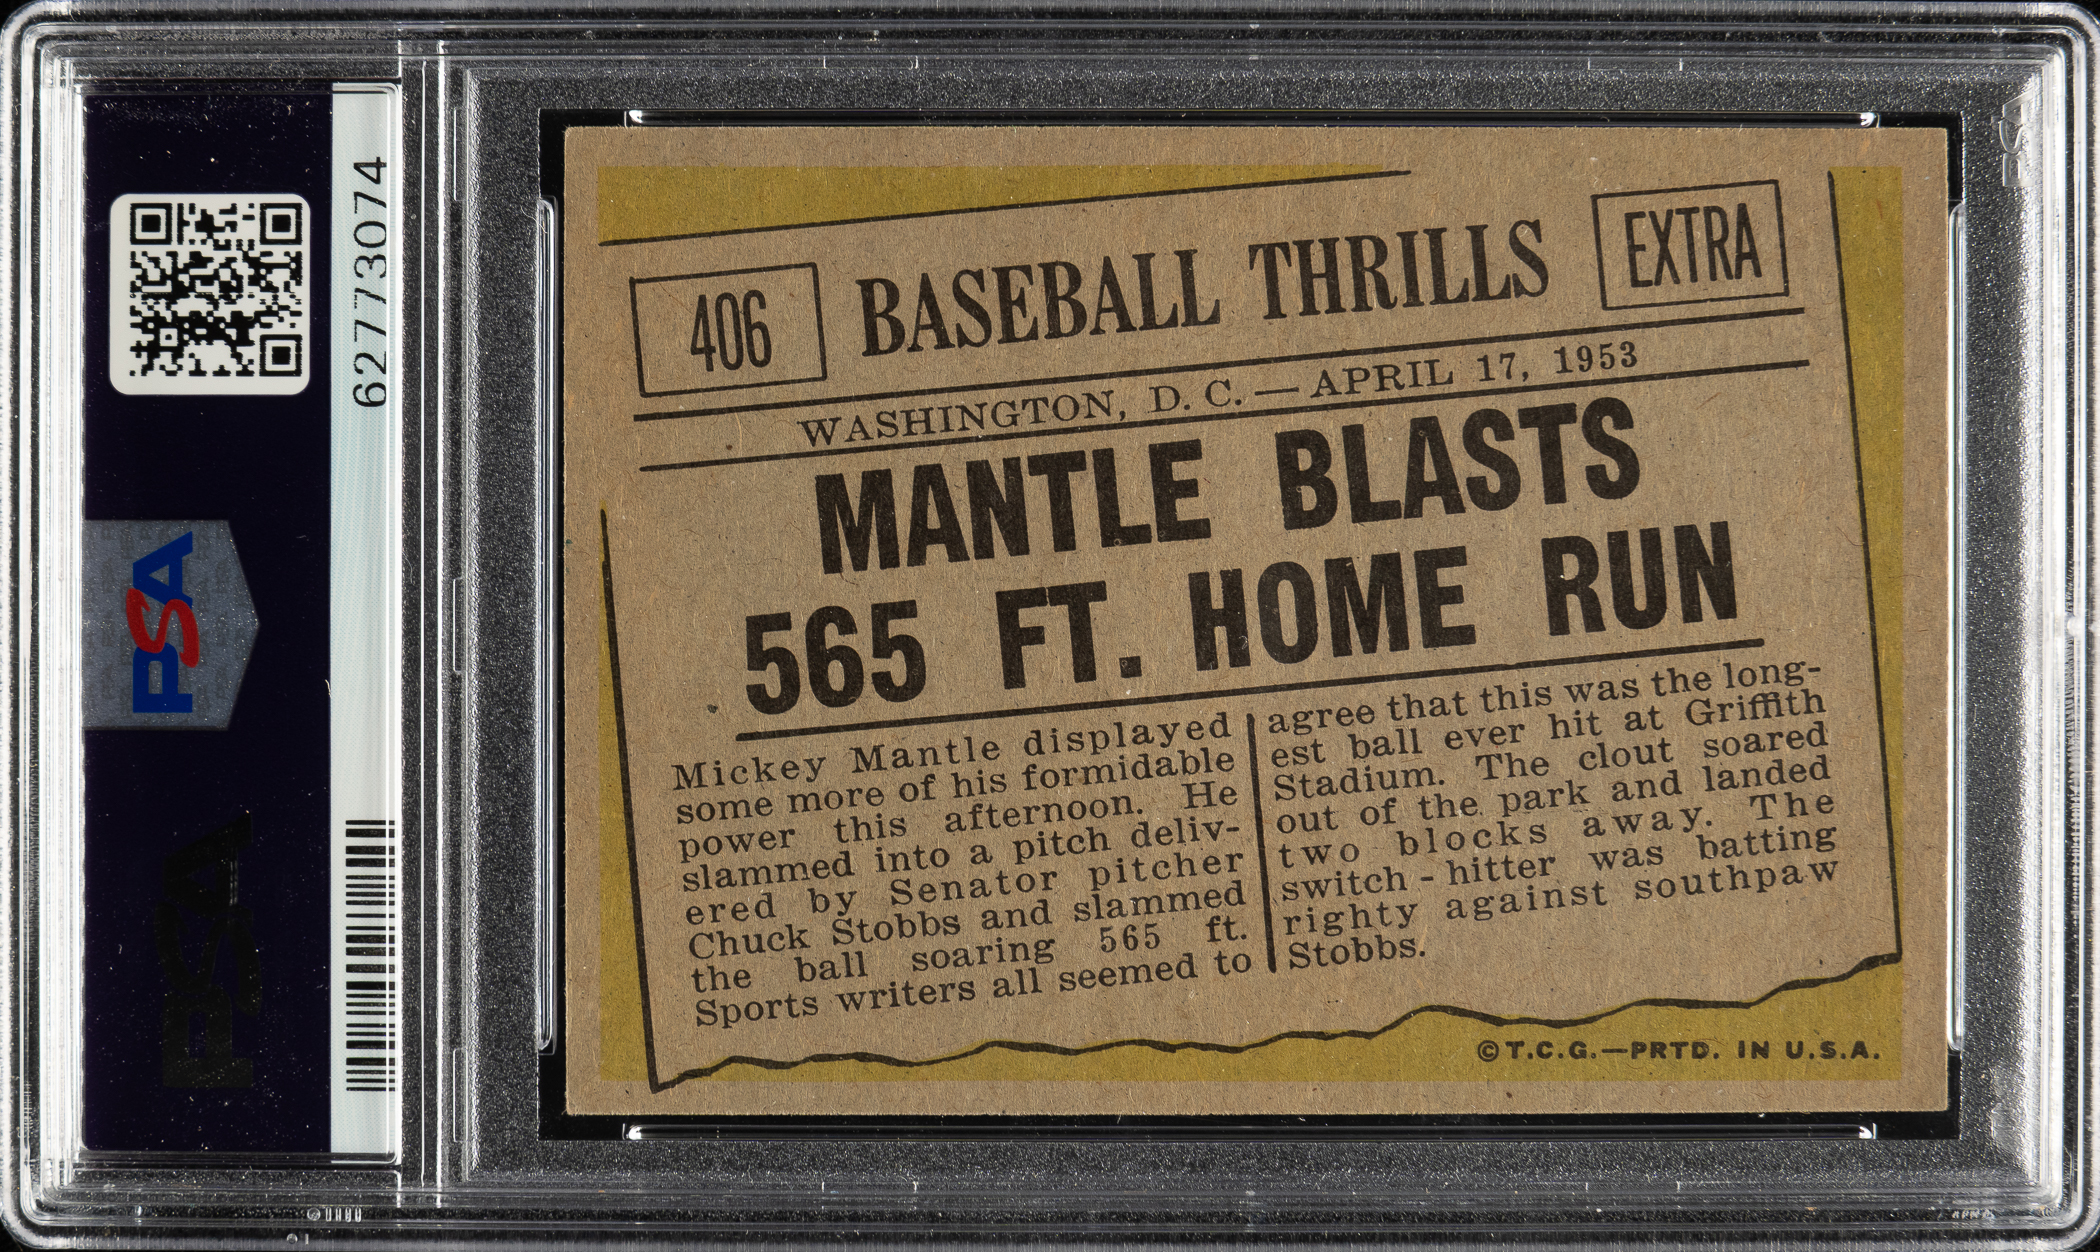 62773074
PSA
PSA
406
BASEBALL THRILLS
EXTRA
WASHINGTON, D. C. — APRIL 17, 1953
MANTLE BLASTS
565 FT. HOME RUN
Mickey Mantle displayed
some more of his formidable
power this afternoon. He
slammed into a pitch deliv-
ered by Senator pitcher
Chuck Stobbs and slammed
the ball soaring 565 ft.
Sports writers all seemed to
agree that this was the long-
est ball ever hit at Griffith
Stadium. The clout soared
out of the park and landed
two blocks away. The
switch - hitter was batting
righty against southpaw
Stobbs.
©T.C.G.—PRTD. IN U.S.A.
PSA